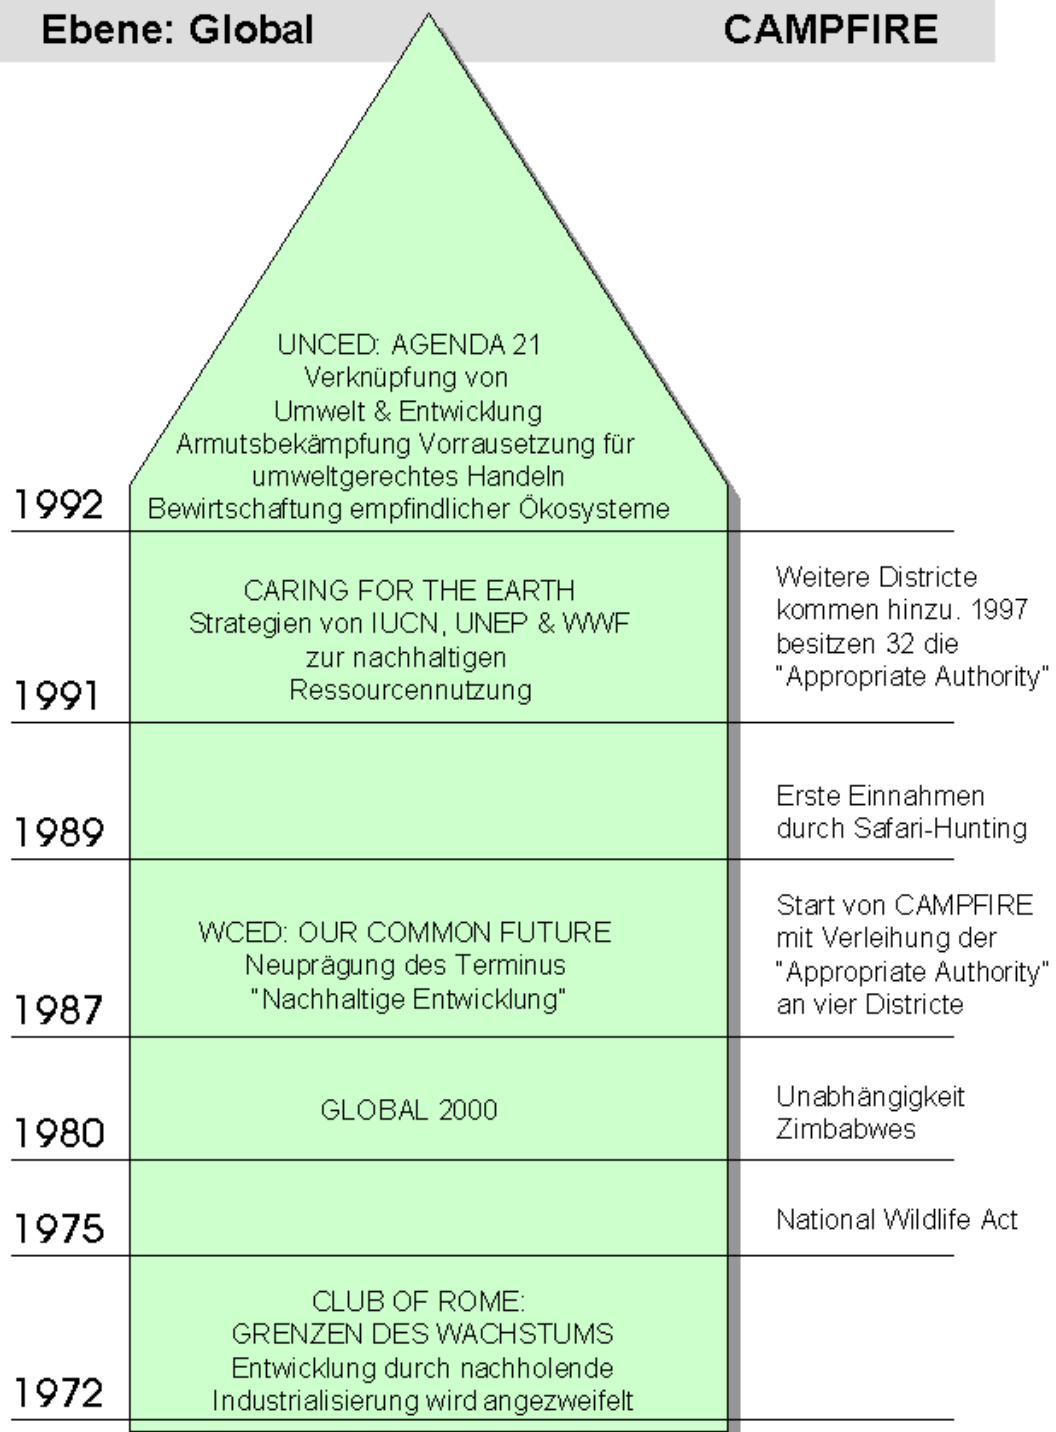 Ebene: Global
CAMPFIRE
UNCED: AGENDA 21
Verknüpfung von
Umwelt & Entwicklung
Armutsbekämpfung Vorrausetzung für
umweltgerechtes Handeln
Bewirtschaftung empfindlicher Ökosysteme
1992
CARING FOR THE EARTH
Strategien von IUCN, UNEP & WWF
zur nachhaltigen
Ressourcennutzung
1991
Weitere Districte
kommen hinzu. 1997
besitzen 32 die
"Appropriate Authority"
1989
Erste Einnahmen
durch Safari-Hunting
WCED: OUR COMMON FUTURE
Neuprägung des Terminus
"Nachhaltige Entwicklung"
1987
Start von CAMPFIRE
mit Verleihung der
"Appropriate Authority"
an vier Districte
GLOBAL 2000
1980
Unabhängigkeit
Zimbabwes
1975
National Wildlife Act
CLUB OF ROME:
GRENZEN DES WACHSTUMS
Entwicklung durch nachholende
Industrialisierung wird angezweifelt
1972